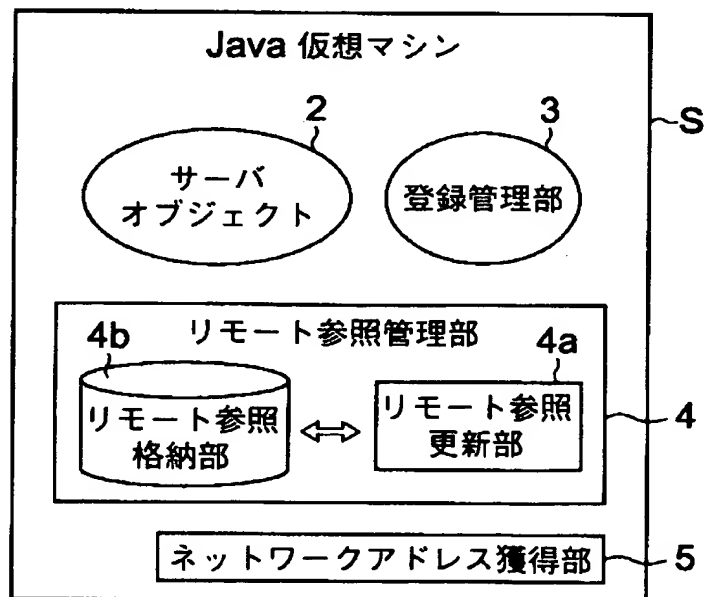 Java 仮想マシン
S
2
3
サーバ
オブジェクト
登録管理部
リモート参照管理部
4b
4a
リモート参照
格納部
リモート参照
更新部
4
ネットワークアドレス獲得部
5